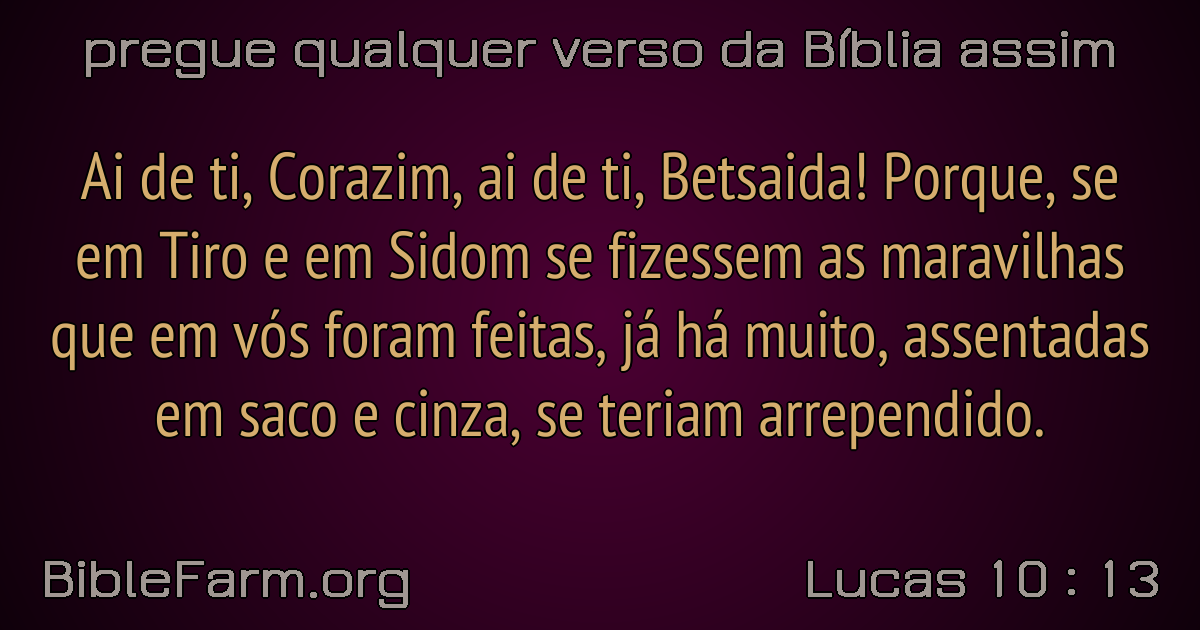 pregue qualquer verso da Bíblia assim
Ai de ti, Corazim, ai de ti, Betsaida! Porque, se
em Tiro e em Sidom se fizessem as maravilhas
que em vós foram feitas, já há muito, assentadas
em saco e cinza, se teriam arrependido.
BibleFarm.org
Lucas 10 : 13